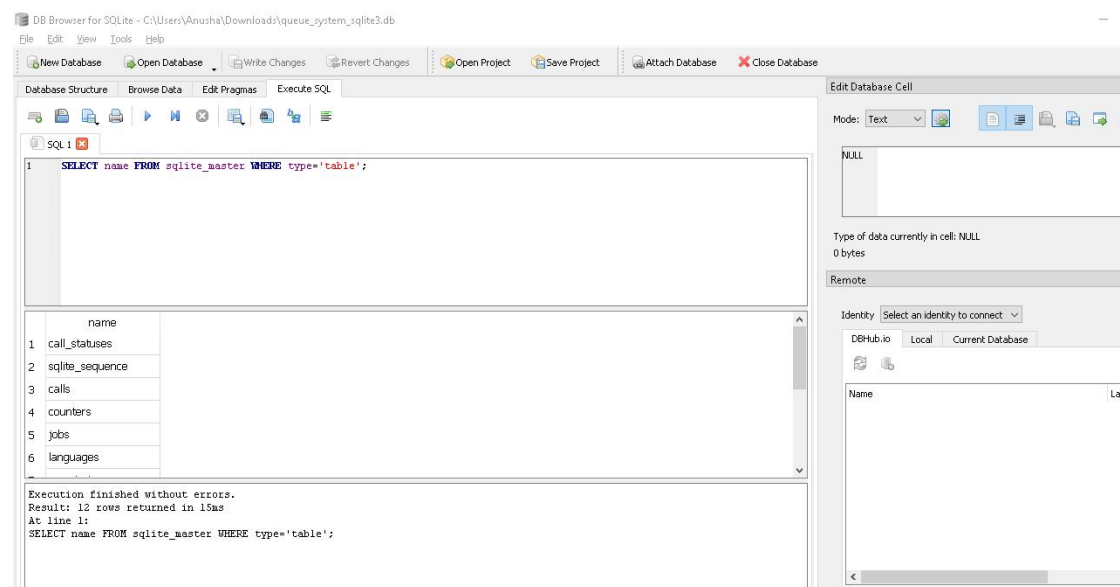 DB Browser for SQLite - C:\Users\Anusha\Downloads\queue_system_sqlite3.db
File Edit View Tools Help
New Database Open Database Write Changes Revert Changes Open Project Save Project Attach Database Close Database
Database Structure Browse Data Edit Pragmas Execute SQL
SQL 1
1 SELECT name FROM sqlite_master WHERE type='table';
name
1 call_statuses
2 sqlite_sequence
3 calls
4 counters
5 jobs
6 languages
Execution finished without errors.
Result: 12 rows returned in 15ms
At line 1:
SELECT name FROM sqlite_master WHERE type='table';
Edit Database Cell
Mode: Text
NULL
Type of data currently in cell: NULL
0 bytes
Remote
Identity Select an identity to connect
DBHub.io Local Current Database
Name La